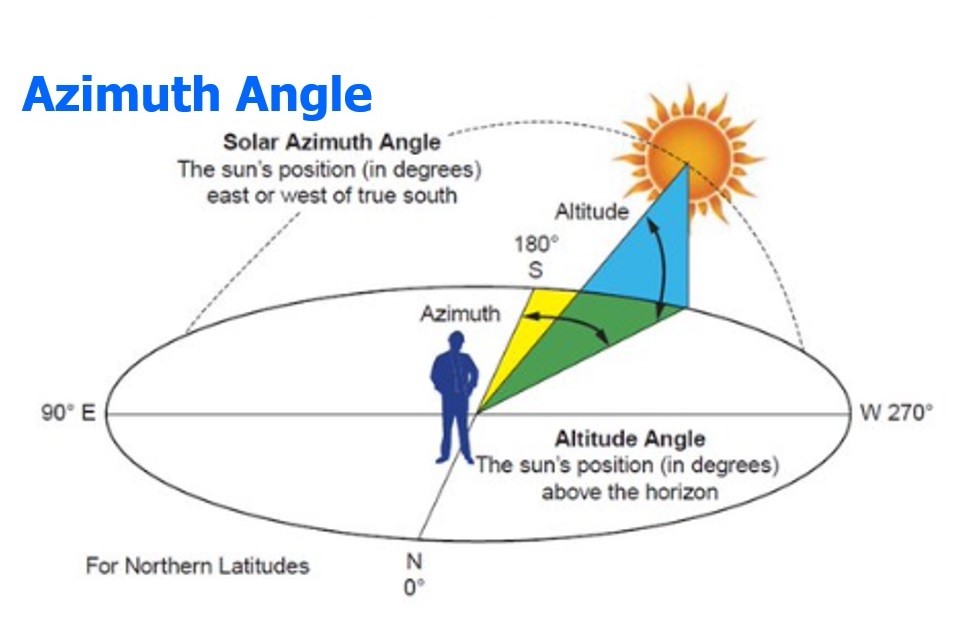 Azimuth Angle
Solar Azimuth Angle
The sun's position (in degrees)
east or west of true south
Altitude
180°
S
Azimuth
90° E
W 270°
Altitude Angle
The sun's position (in degrees)
above the horizon
For Northern Latitudes
N
0°